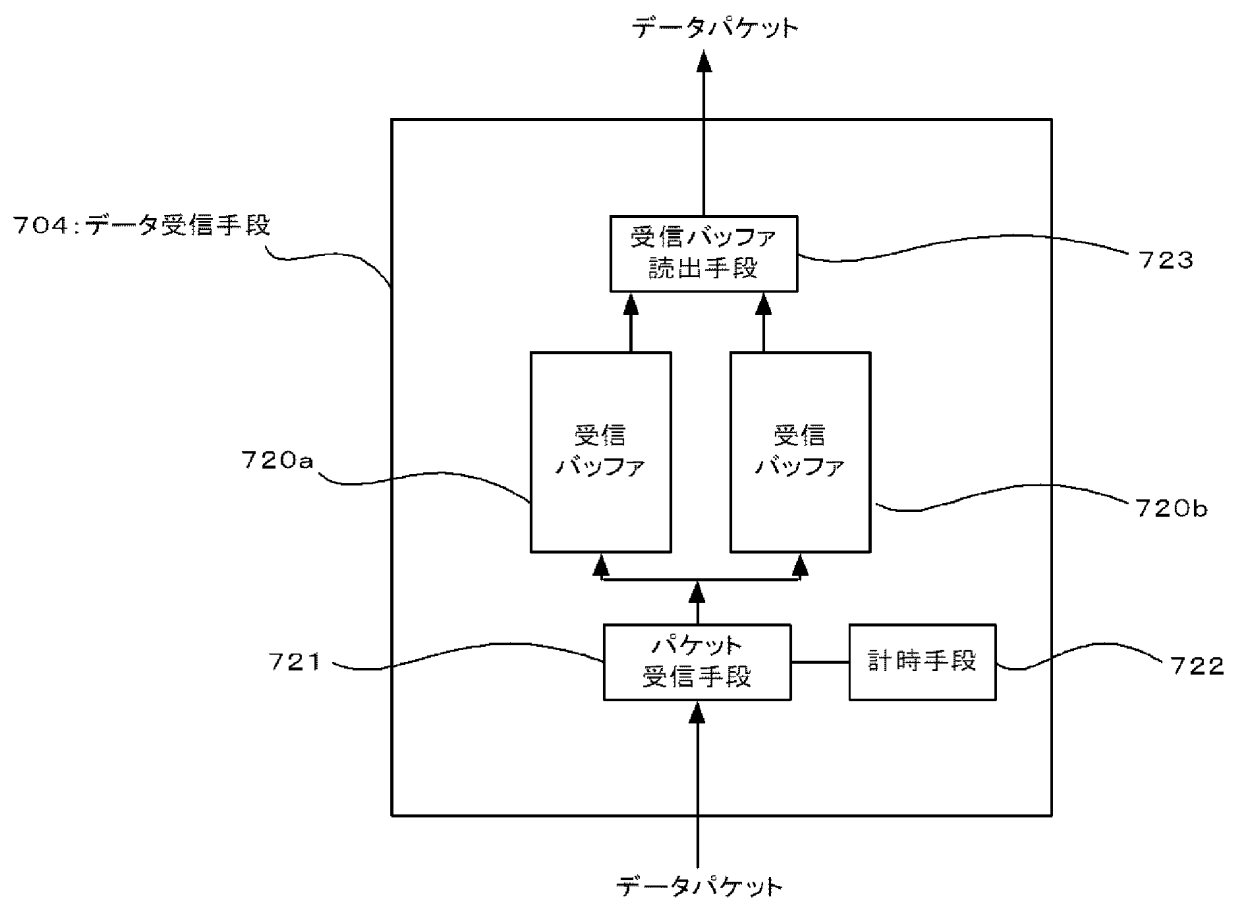 データパケット
704:データ受信手段
受信バッファ
読出手段
723
受信
バッファ
受信
バッファ
720a
720b
パケット
受信手段
721
計時手段
722
データパケット